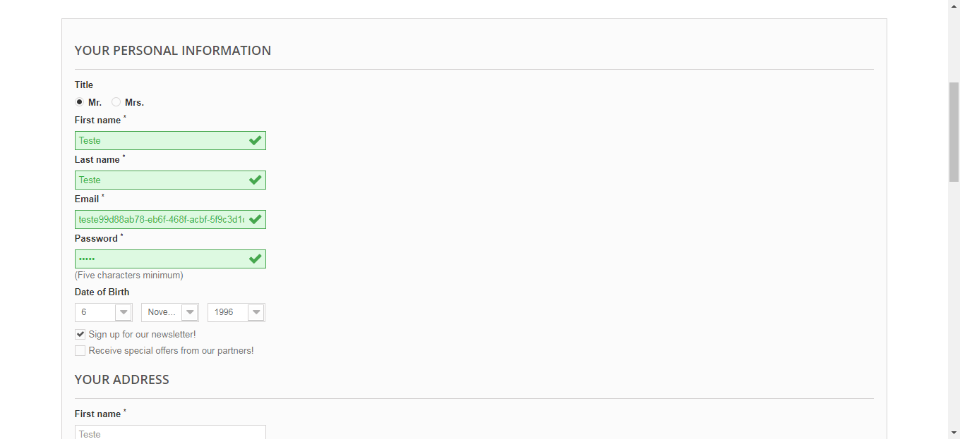 YOUR PERSONAL INFORMATION
Title
Mr. Mrs.
First name *
Teste
Last name *
Teste
Email *
teste99d88ab78-eb6f-468f-acbf-5f9c3d1
Password *
•••••
(Five characters minimum)
Date of Birth
6 Nove... 1996
Sign up for our newsletter!
Receive special offers from our partners!
YOUR ADDRESS
First name *
Teste